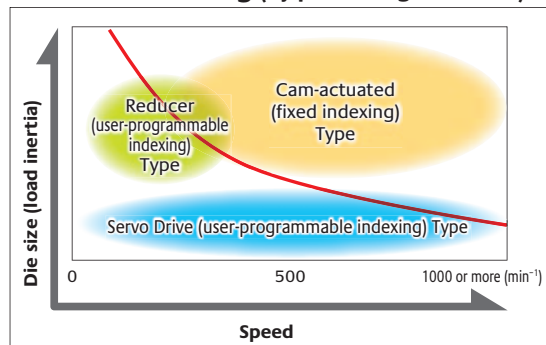 Die size (load inertia)
Reducer
(user-programmable
indexing)
Type
Cam-actuated
(fixed indexing)
Type
Servo Drive (user-programmable indexing) Type
0
500
1000 or more (min⁻¹)
Speed